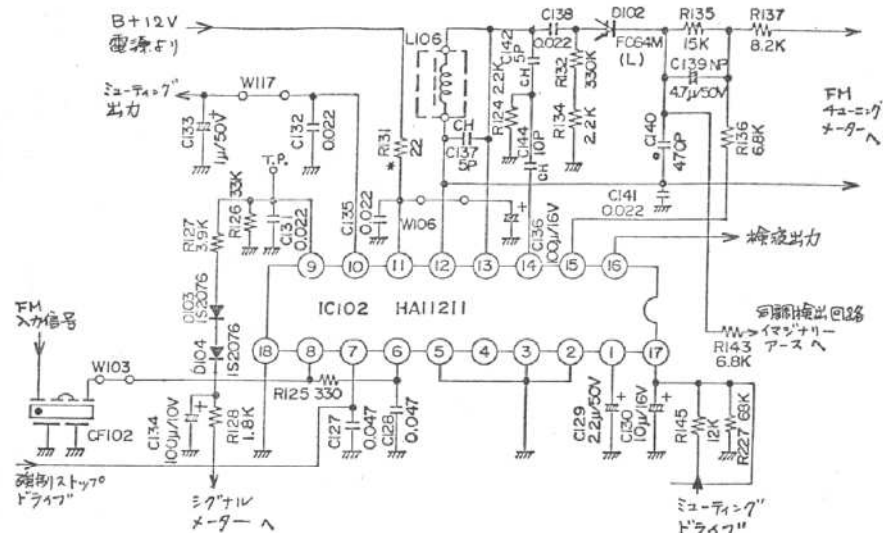 B+12V
電源より
L106
C142
5P
CH
C138
0.022
D102
FC64M
(L)
R135
15K
R137
8.2K
C139 NP
4.7μ/50V
ミューティング
出力
W117
C133
1μ/50V
C132
0.022
*R131
22
CH
C137
5P
R124 2.2K
C144
10P
CH
R132
330K
R134
2.2K
C140
470P
R136
6.8K
FM
チューニング
メーターへ
T.P.
R127
3.9K
R126 33K
C131
0.022
C135
0.022
W106
C136
100μ/16V
C141
0.022
検波出力
9
10
11
12
13
14
15
16
IC102 HA11211
D103
1S2076
D104
1S2076
同調検出回路
イマジナリー
アースへ
R143
6.8K
FM
入力信号
W103
CF102
18
8
7
6
5
4
3
2
1
17
R125 330
C134
100μ/10V
R128
1.8K
C127
0.047
C128
0.047
C129
2.2μ/50V
C130
10μ/16V
R145
12K
R227 68K
強制ストップ
ドライブ
シグナル
メーターへ
ミューティング
ドライブ